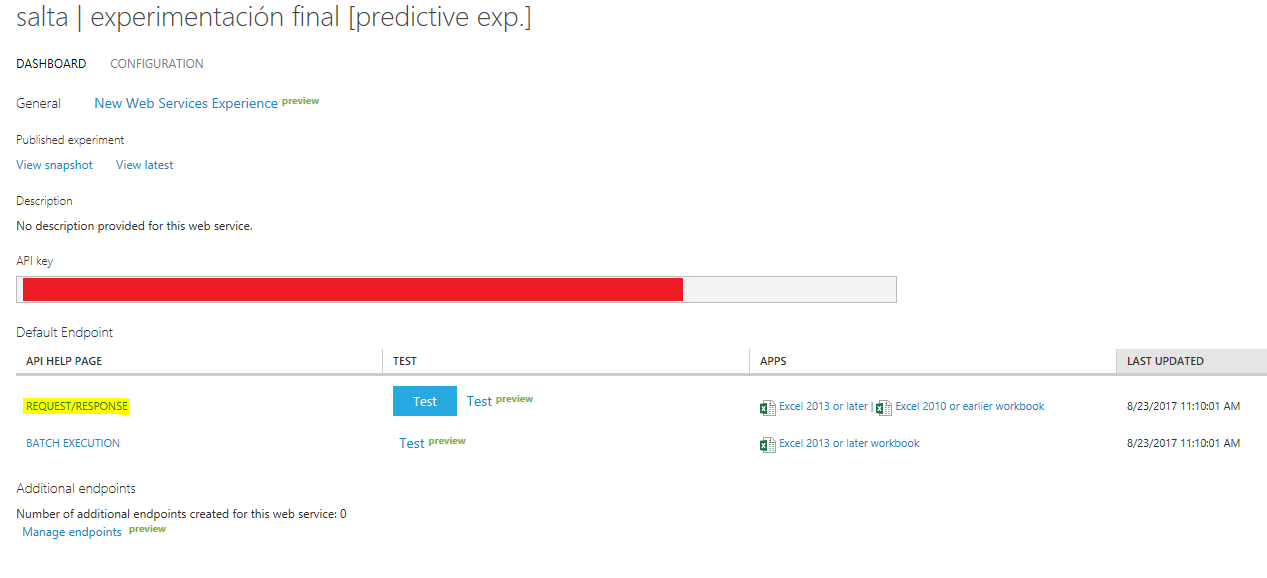 salta | experimentación final [predictive exp.]
DASHBOARD CONFIGURATION
General New Web Services Experience preview
Published experiment
View snapshot View latest
Description
No description provided for this web service.
API key
Default Endpoint
API HELP PAGE TEST APPS LAST UPDATED
REQUEST/RESPONSE Test Test preview Excel 2013 or later | Excel 2010 or earlier workbook 8/23/2017 11:10:01 AM
BATCH EXECUTION Test preview Excel 2013 or later workbook 8/23/2017 11:10:01 AM
Additional endpoints
Number of additional endpoints created for this web service: 0
Manage endpoints preview